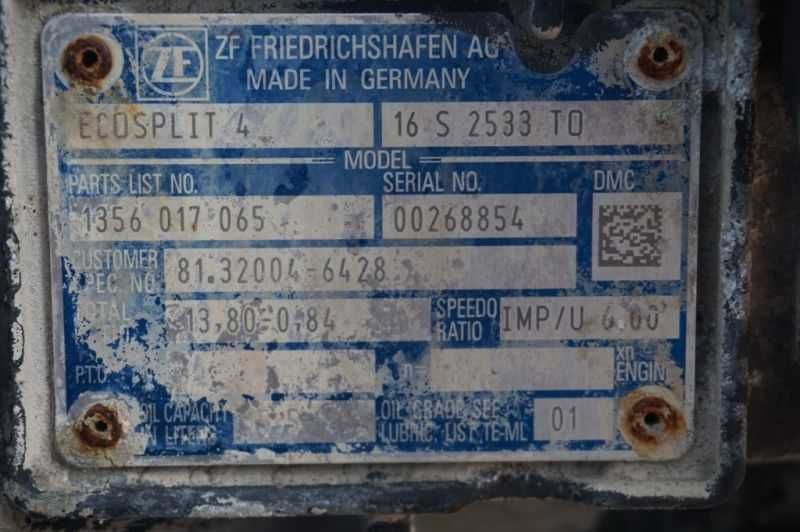 ZF ZF FRIEDRICHSHAFEN AG
MADE IN GERMANY
ECOSPLIT 4 16 S 2533 TO
MODEL
PARTS LIST NO. SERIAL NO. DMC
1356 017 065 00268854
CUSTOMER
SPEC NO. 81.32004-6428
TOTAL 13,80-0,84 SPEEDO
RATIO IMP/U 6.00
P.T.O. n= xn
ENGIN
OIL CAPACITY OIL GRADE SEE
IN LITERS LUBRIC. LIST TE-ML 01